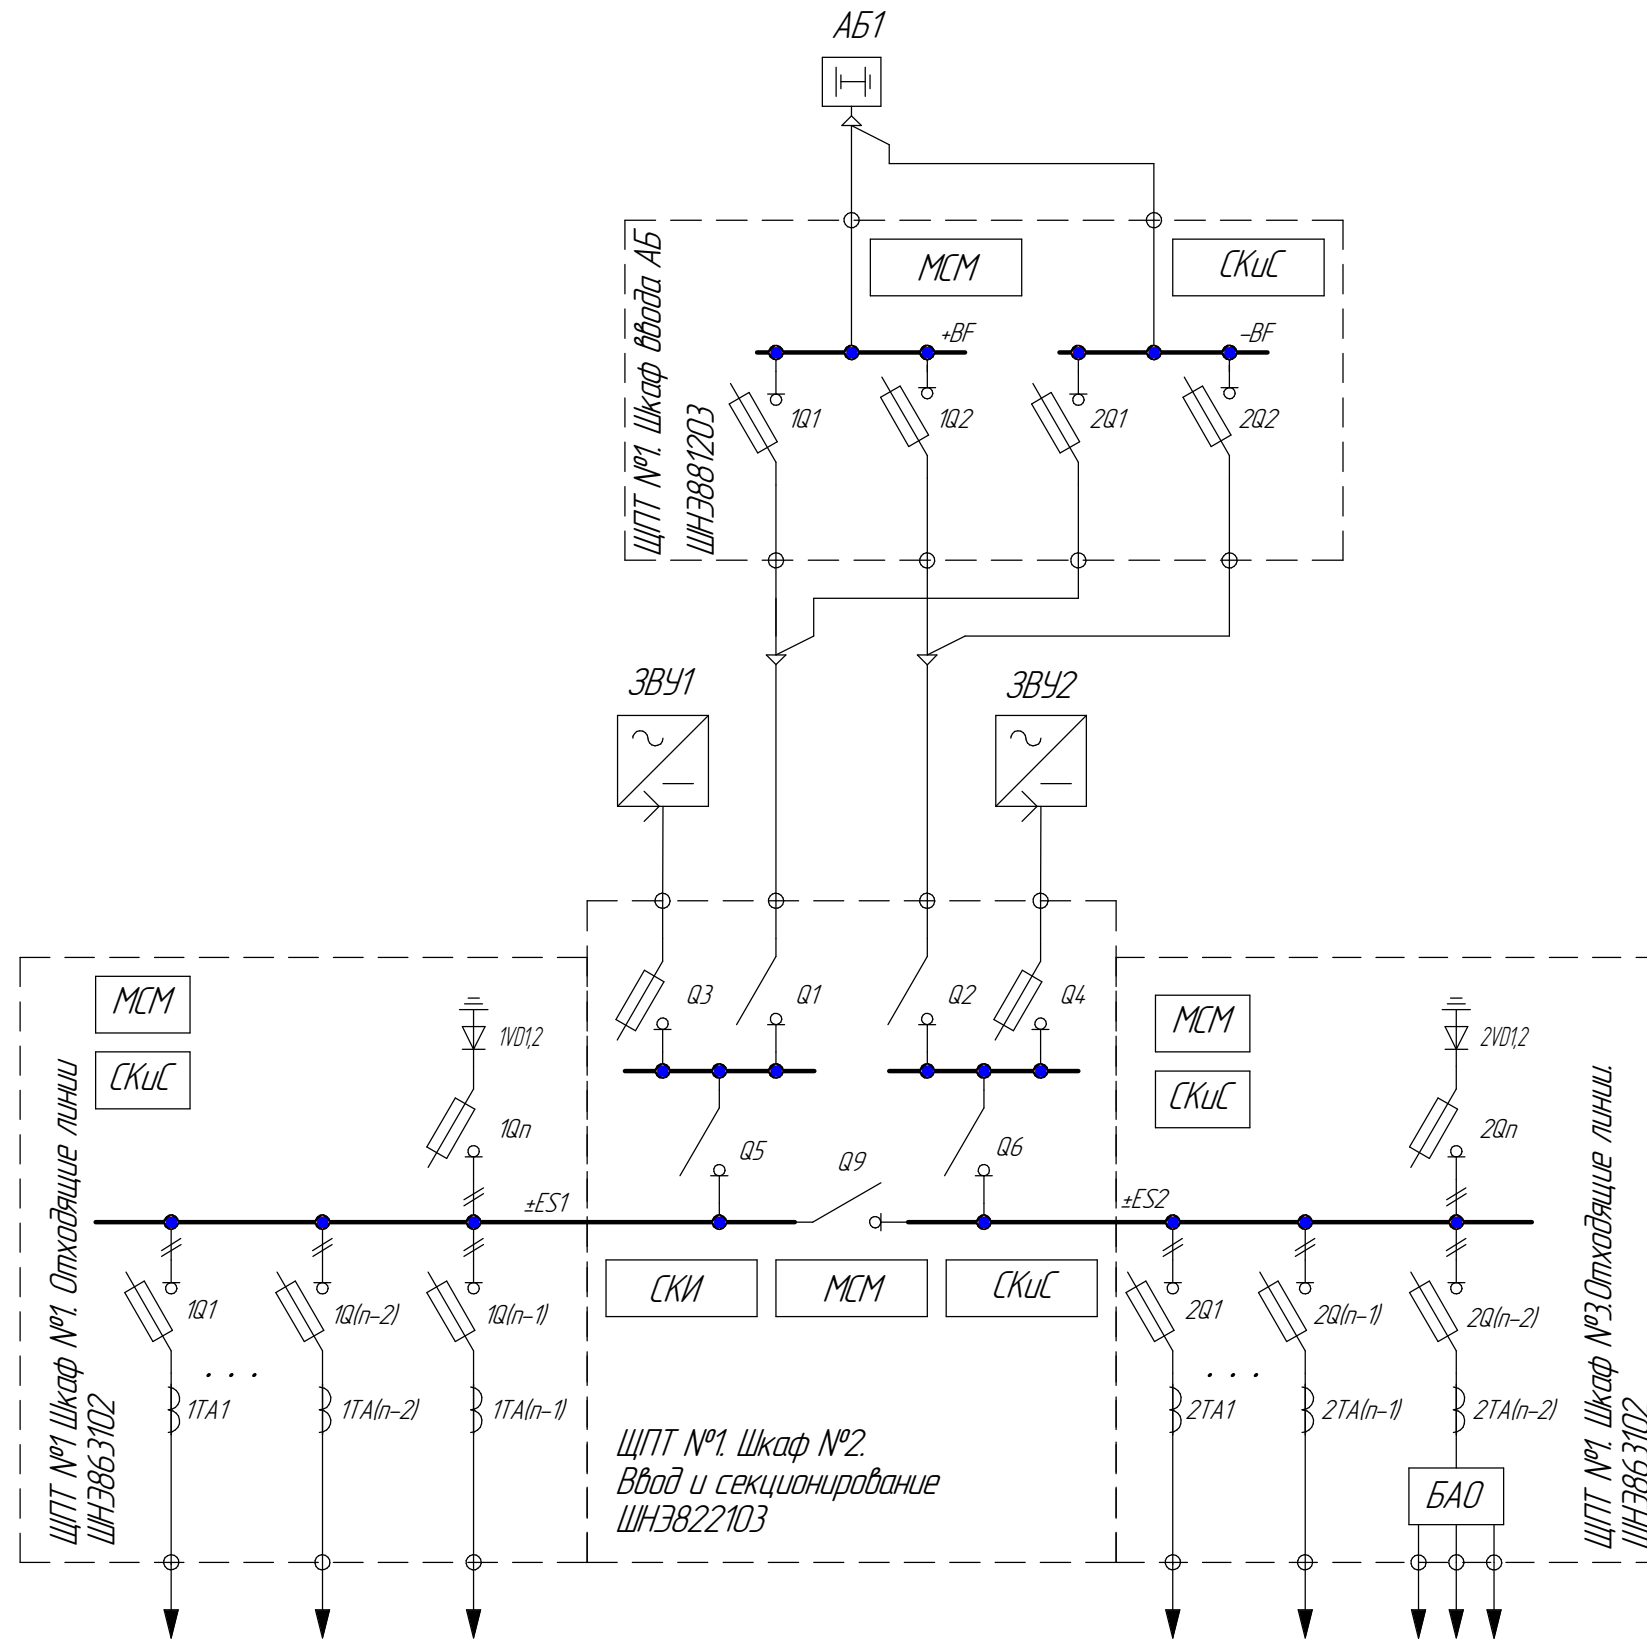 АБ1
ЩПТ №1. Шкаф ввода АБ
ШНЭ881203
МСМ
СКиС
+BF
-BF
1Q1
1Q2
2Q1
2Q2
ЗВУ1
ЗВУ2
ЩПТ №1 Шкаф №1. Отходящие линии
ШНЭ863102
МСМ
СКиС
1VD1,2
1Qn
±ES1
1Q1
1Q(n-2)
1Q(n-1)
. . .
1TA1
1TA(n-2)
1TA(n-1)
Q3
Q1
Q2
Q4
Q5
Q9
Q6
СКИ
МСМ
СКиС
ЩПТ №1. Шкаф №2.
Ввод и секционирование
ШНЭ822103
МСМ
СКиС
2VD1,2
2Qn
±ES2
2Q1
2Q(n-1)
2Q(n-2)
. . .
2TA1
2TA(n-1)
2TA(n-2)
БАО
ЩПТ №1. Шкаф №3.Отходящие линии.
ШНЭ863102